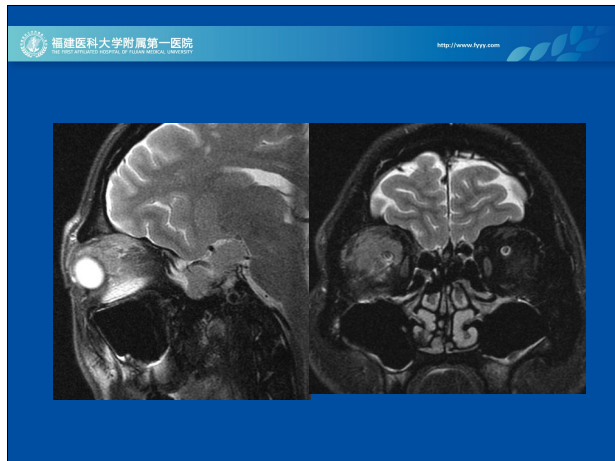 福建医科大学附属第一医院
THE FIRST AFFILIATED HOSPITAL OF FUJIAN MEDICAL UNIVERSITY
http://www.fyyy.com